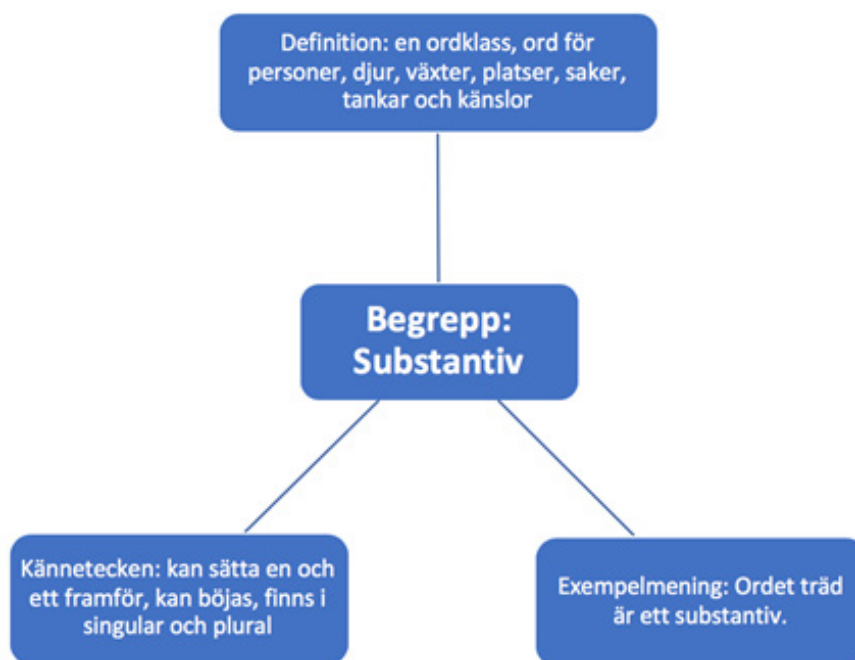 Definition: en ordklass, ord för
personer, djur, växter, platser, saker,
tankar och känslor
Begrepp:
Substantiv
Kännetecken: kan sätta en och
ett framför, kan böjas, finns i
singular och plural
Exempelmening: Ordet träd
är ett substantiv.